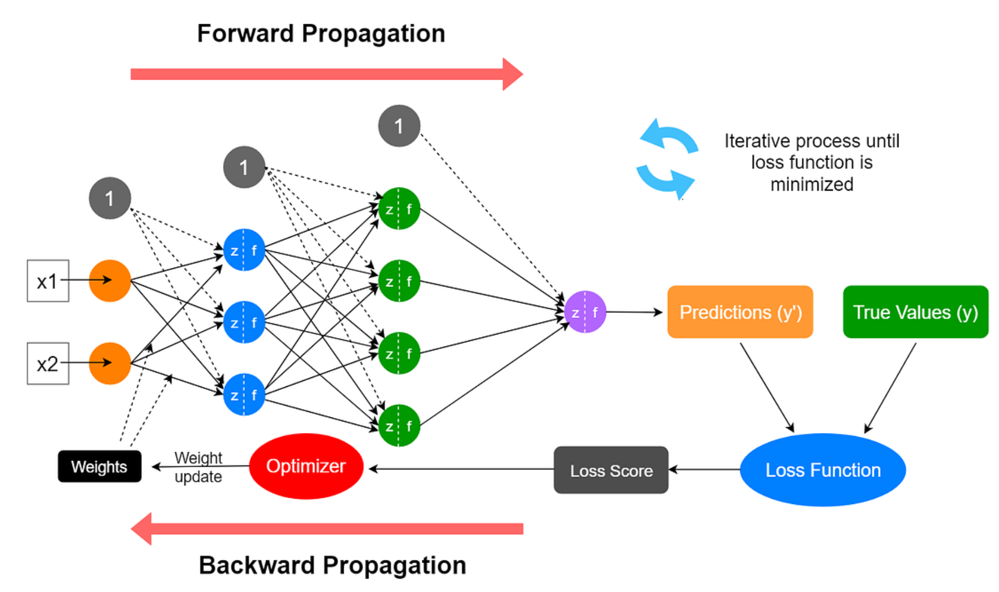 Forward Propagation
1
1
1
Iterative process until
loss function is
minimized
z f
z f
x1
z f
z f
z f
z f
Predictions (y')
True Values (y)
x2
z f
z f
Weights
Weight
update
Optimizer
z f
Loss Score
Loss Function
Backward Propagation